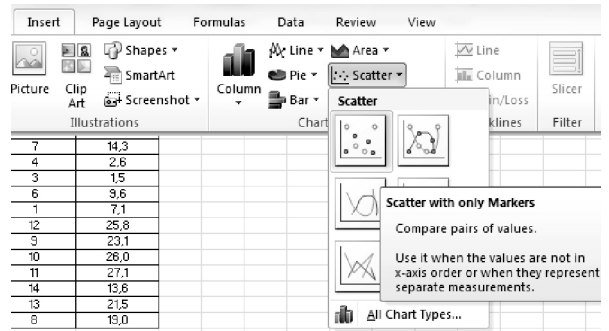 Insert Page Layout Formulas Data Review View
Picture
Clip Art
Shapes
SmartArt
Screenshot
Illustrations
Column
Line
Pie
Bar
Area
Scatter
Chart
Line
Column
in/Loss
klines
Slicer
Filter
Scatter
7 14,3
4 2,6
3 1,5
6 9,6
1 7,1
12 25,8
9 23,1
10 26,0
11 27,1
14 13,6
13 21,5
8 19,0
Scatter with only Markers
Compare pairs of values.
Use it when the values are not in
x-axis order or when they represent
separate measurements.
All Chart Types...